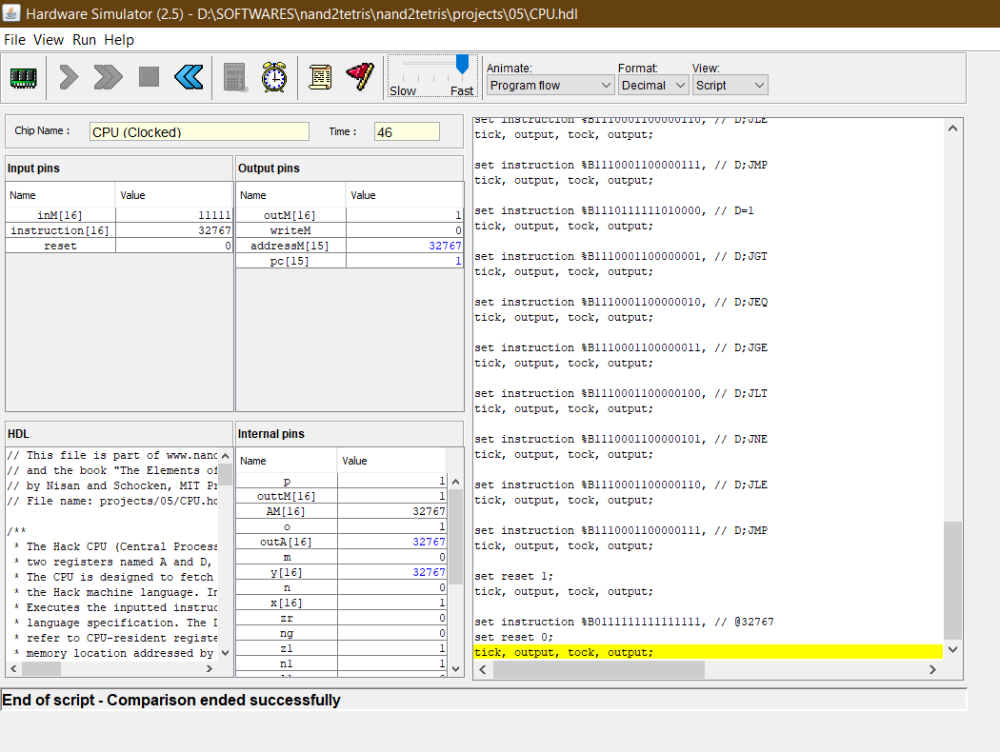 Hardware Simulator (2.5) - D:\SOFTWARES\nand2tetris\nand2tetris\projects\05\CPU.hdl
File View Run Help
Slow Fast
Animate: Format: View:
Program flow Decimal Script
Chip Name : CPU (Clocked) Time : 46
Input pins
Name Value
inM[16] 11111
instruction[16] 32767
reset 0
Output pins
Name Value
outM[16] 1
writeM 0
addressM[15] 32767
pc[15] 1
HDL
// This file is part of www.nand
// and the book "The Elements of
// by Nisan and Schocken, MIT Pr
// File name: projects/05/CPU.hd
/**
* The Hack CPU (Central Process
* two registers named A and D,
* The CPU is designed to fetch
* the Hack machine language. In
* Executes the inputted instruc
* language specification. The D
* refer to CPU-resident registe
* memory location addressed by
Internal pins
Name Value
p 1
outtM[16] 1
AM[16] 32767
o 1
outA[16] 32767
m 0
y[16] 32767
n 0
x[16] 1
zr 0
ng 0
z1 1
n1 1
set instruction %B1110001100000110, // D;JLE
tick, output, tock, output;
set instruction %B1110001100000111, // D;JMP
tick, output, tock, output;
set instruction %B1110111111010000, // D=1
tick, output, tock, output;
set instruction %B1110001100000001, // D;JGT
tick, output, tock, output;
set instruction %B1110001100000010, // D;JEQ
tick, output, tock, output;
set instruction %B1110001100000011, // D;JGE
tick, output, tock, output;
set instruction %B1110001100000100, // D;JLT
tick, output, tock, output;
set instruction %B1110001100000101, // D;JNE
tick, output, tock, output;
set instruction %B1110001100000110, // D;JLE
tick, output, tock, output;
set instruction %B1110001100000111, // D;JMP
tick, output, tock, output;
set reset 1;
tick, output, tock, output;
set instruction %B0111111111111111, // @32767
set reset 0;
tick, output, tock, output;
End of script - Comparison ended successfully